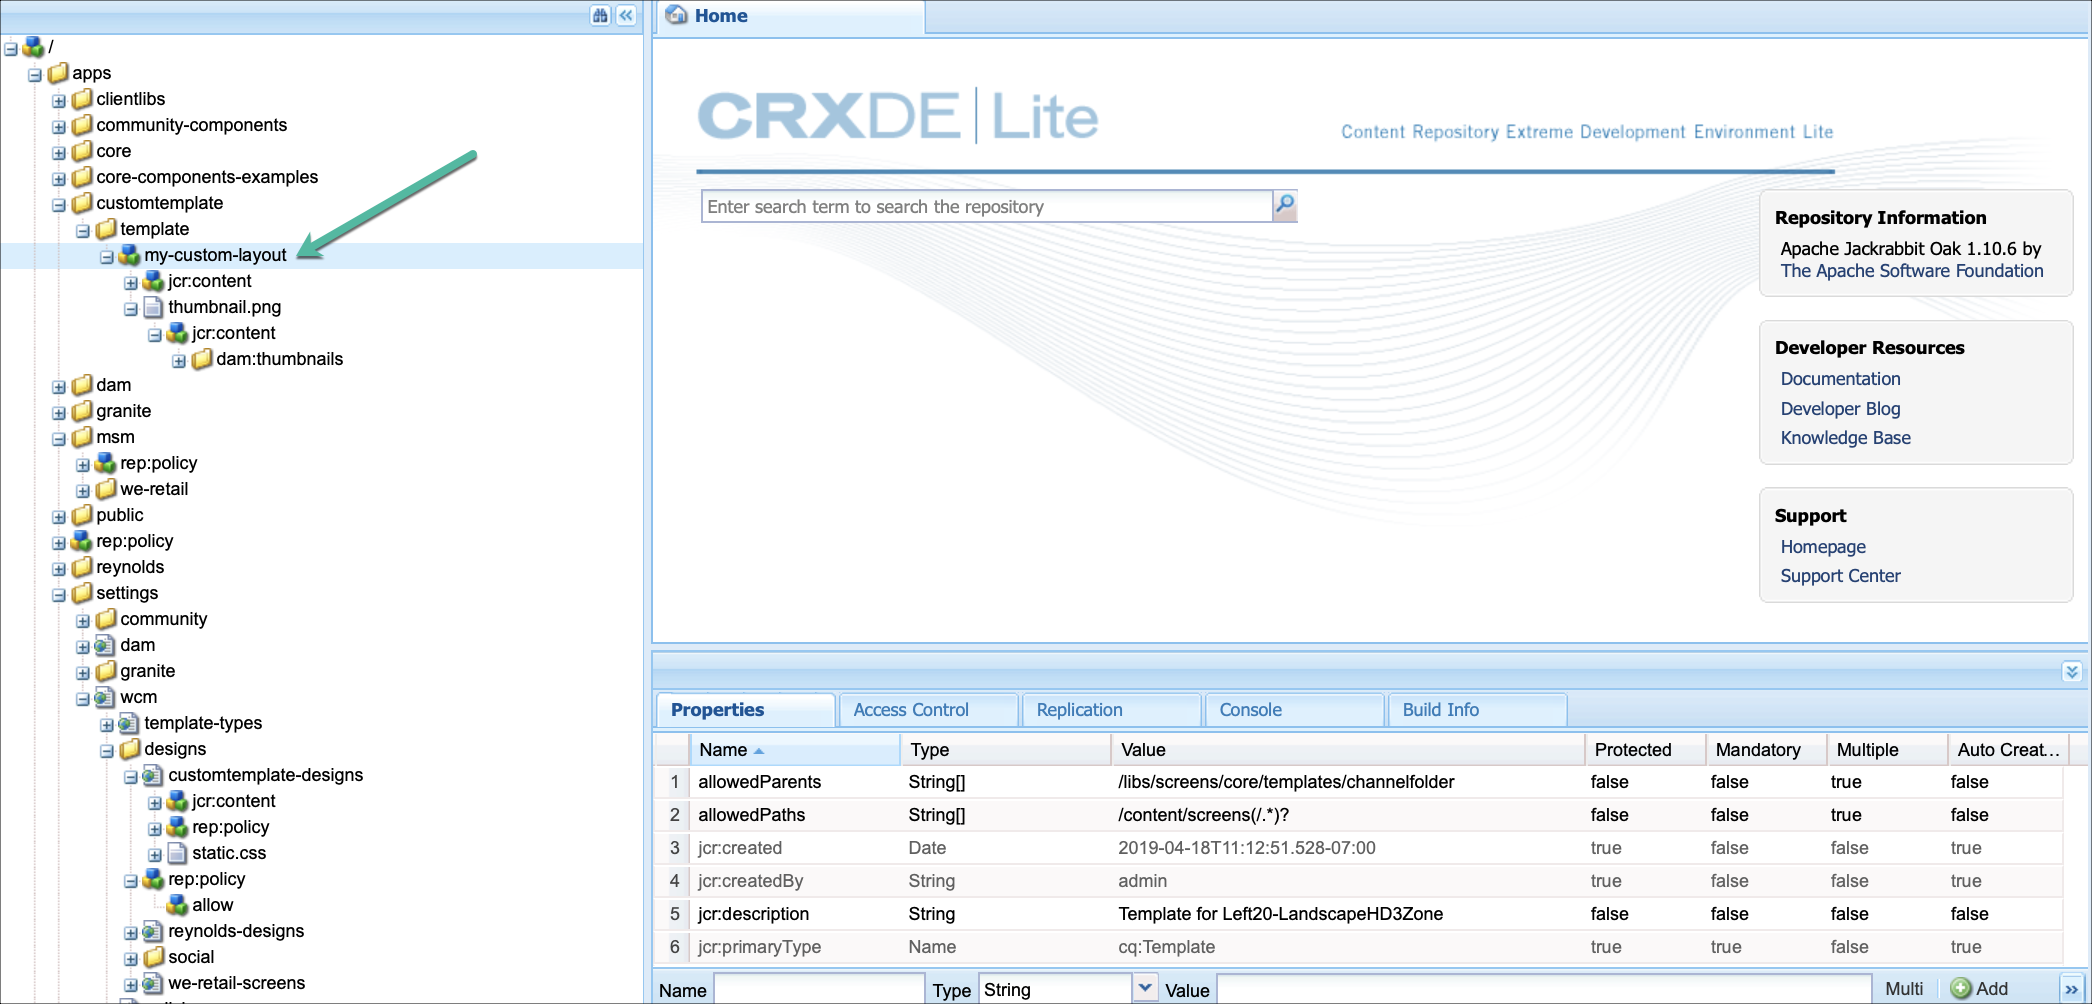 /
apps
clientlibs
community-components
core
core-components-examples
customtemplate
template
my-custom-layout
jcr:content
thumbnail.png
jcr:content
dam:thumbnails
dam
granite
msm
rep:policy
we-retail
public
rep:policy
reynolds
settings
community
dam
granite
wcm
template-types
designs
customtemplate-designs
jcr:content
rep:policy
static.css
rep:policy
allow
reynolds-designs
social
we-retail-screens
Home
CRXDE Lite
Content Repository Extreme Development Environment Lite
Enter search term to search the repository
Repository Information
Apache Jackrabbit Oak 1.10.6 by
The Apache Software Foundation
Developer Resources
Documentation
Developer Blog
Knowledge Base
Support
Homepage
Support Center
Properties Access Control Replication Console Build Info
Name Type Value Protected Mandatory Multiple Auto Creat...
1 allowedParents String[] /libs/screens/core/templates/channelfolder false false true false
2 allowedPaths String[] /content/screens(/.*)? false false true false
3 jcr:created Date 2019-04-18T11:12:51.528-07:00 true false false true
4 jcr:createdBy String admin true false false true
5 jcr:description String Template for Left20-LandscapeHD3Zone false false false false
6 jcr:primaryType Name cq:Template true true false true
Name Type String Value Multi Add